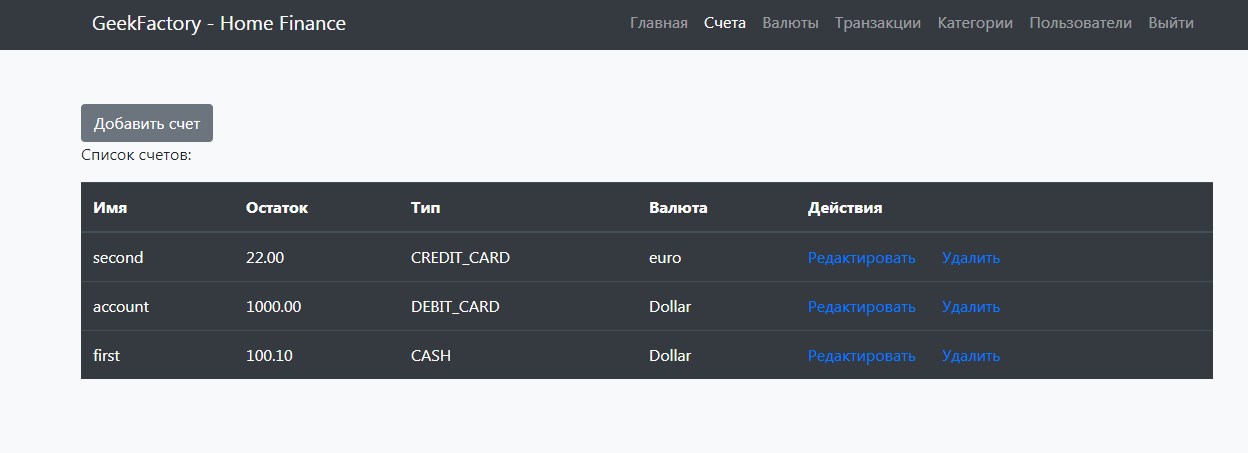 GeekFactory - Home Finance Главная Счета Валюты Транзакции Категории Пользователи Выйти
Добавить счет
Список счетов:
Имя Остаток Тип Валюта Действия
second 22.00 CREDIT_CARD euro Редактировать Удалить
account 1000.00 DEBIT_CARD Dollar Редактировать Удалить
first 100.10 CASH Dollar Редактировать Удалить